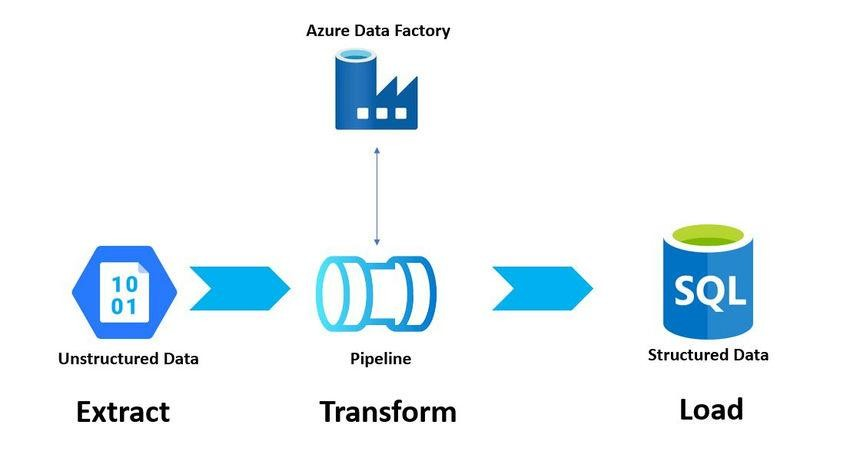 Azure Data Factory
10
01
SQL
Unstructured Data
Pipeline
Structured Data
Extract
Transform
Load